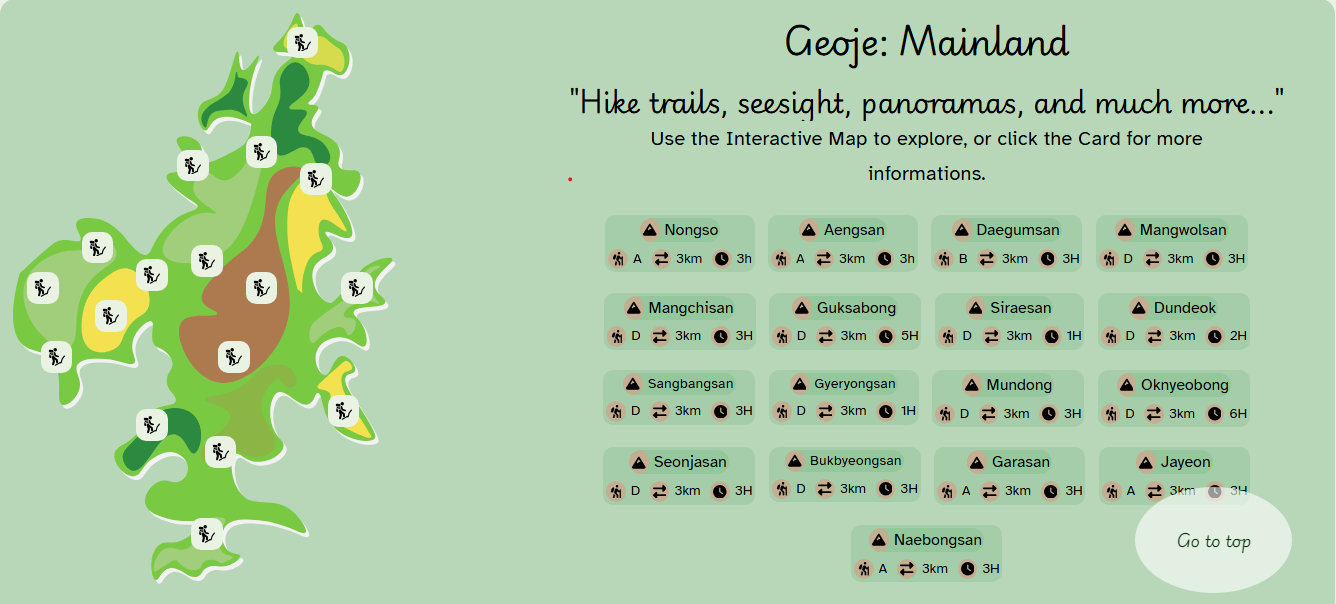 Geoje: Mainland
"Hike trails, seesight, panoramas, and much more..."
Use the Interactive Map to explore, or click the Card for more
informations.
Nongso Aengsan Daegumsan Mangwolsan
A 3km 3h A 3km 3h B 3km 3H D 3km 3H
Mangchisan Guksabong Siraesan Dundeok
D 3km 3H D 3km 5H D 3km 1H D 3km 2H
Sangbangsan Gyeryongsan Mundong Oknyeobong
D 3km 3H D 3km 1H D 3km 3H D 3km 6H
Seonjasan Bukbyeongsan Garasan Jayeon
D 3km 3H D 3km 3H A 3km 3H A 3km 3H
Naebongsan
A 3km 3H
Go to top